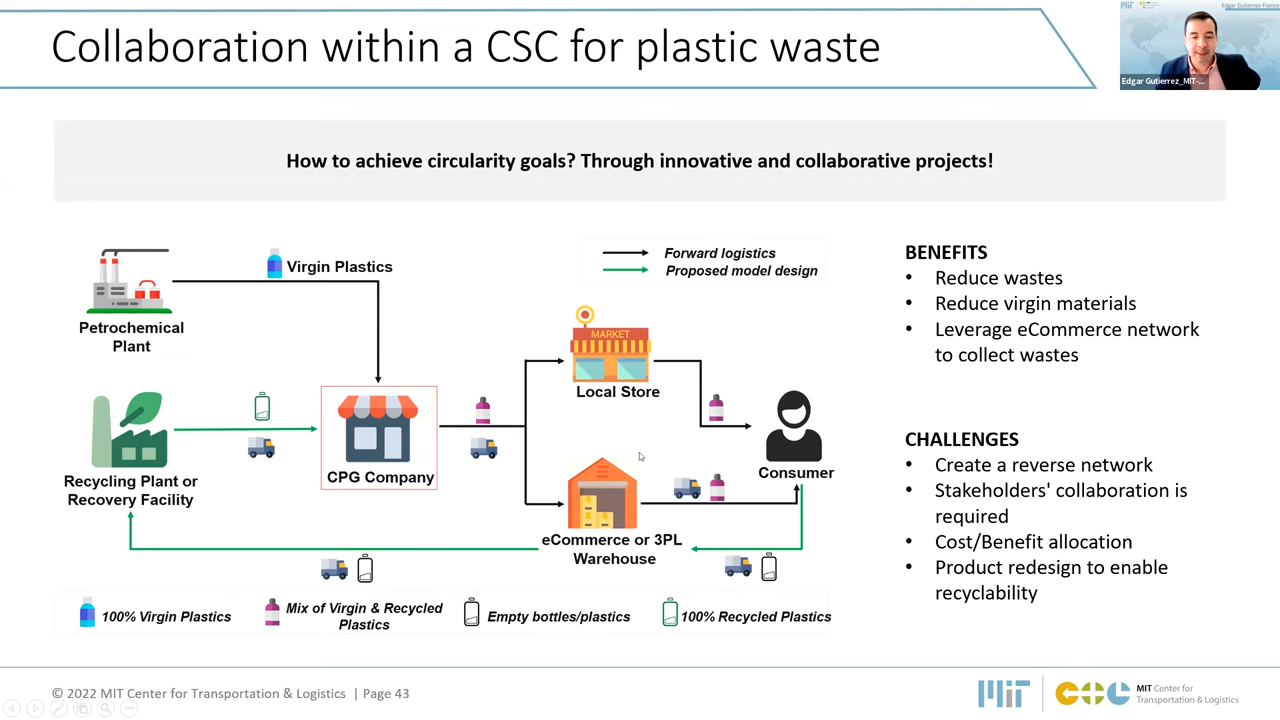 Collaboration within a CSC for plastic waste
Edgar Gutierrez-Franco
Edgar Gutierrez_MIT-...
How to achieve circularity goals? Through innovative and collaborative projects!
Virgin Plastics
Forward logistics
Proposed model design
Petrochemical
Plant
MARKET
Local Store
Recycling Plant or
Recovery Facility
CPG Company
Consumer
eCommerce or 3PL
Warehouse
100% Virgin Plastics
Mix of Virgin & Recycled
Plastics
Empty bottles/plastics
100% Recycled Plastics
BENEFITS
• Reduce wastes
• Reduce virgin materials
• Leverage eCommerce network
to collect wastes
CHALLENGES
• Create a reverse network
• Stakeholders' collaboration is
required
• Cost/Benefit allocation
• Product redesign to enable
recyclability
© 2022 MIT Center for Transportation & Logistics | Page 43
MIT
CTL
MIT Center for
Transportation & Logistics